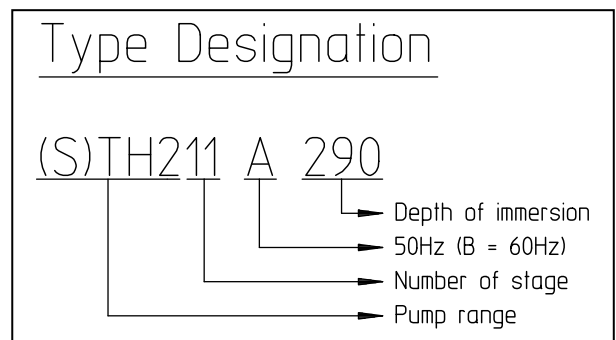 Type Designation
(S)TH211 A 290
Depth of immersion
50Hz (B = 60Hz)
Number of stage
Pump range